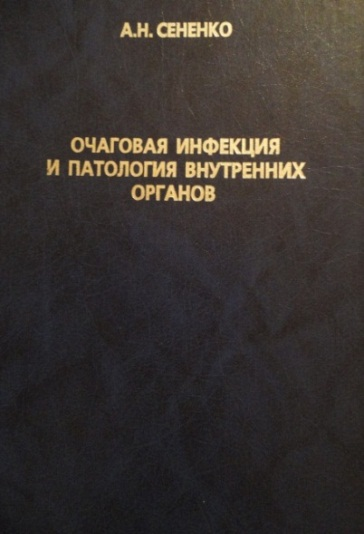 А.Н. СЕНЕНКО
ОЧАГОВАЯ ИНФЕКЦИЯ
И ПАТОЛОГИЯ ВНУТРЕННИХ
ОРГАНОВ